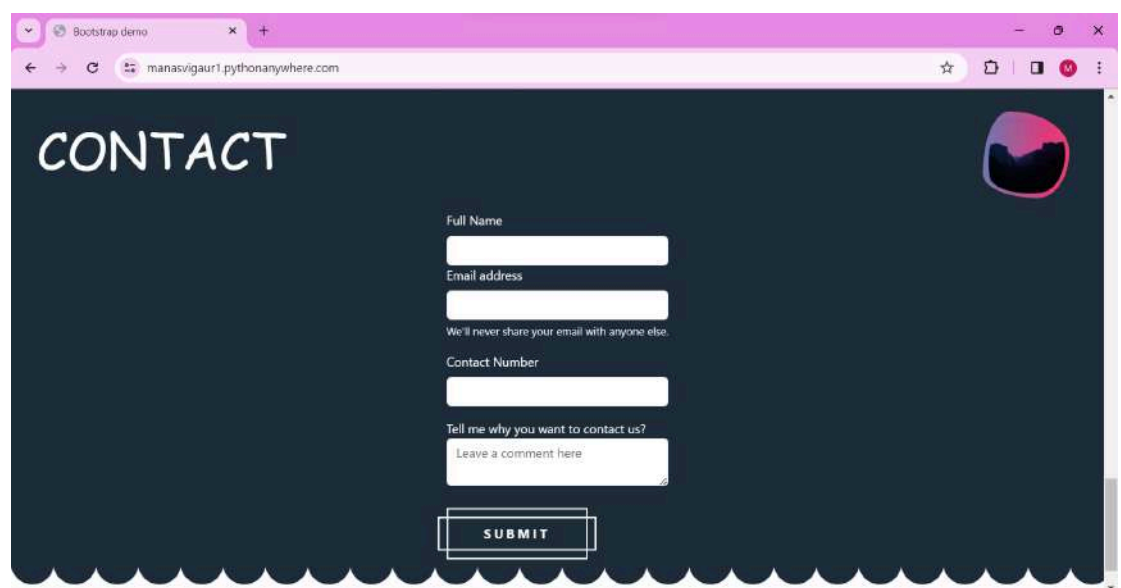 Bootstrap demo
manasvigaur1.pythonanywhere.com
M
CONTACT
Full Name
Email address
We'll never share your email with anyone else.
Contact Number
Tell me why you want to contact us?
Leave a comment here
SUBMIT